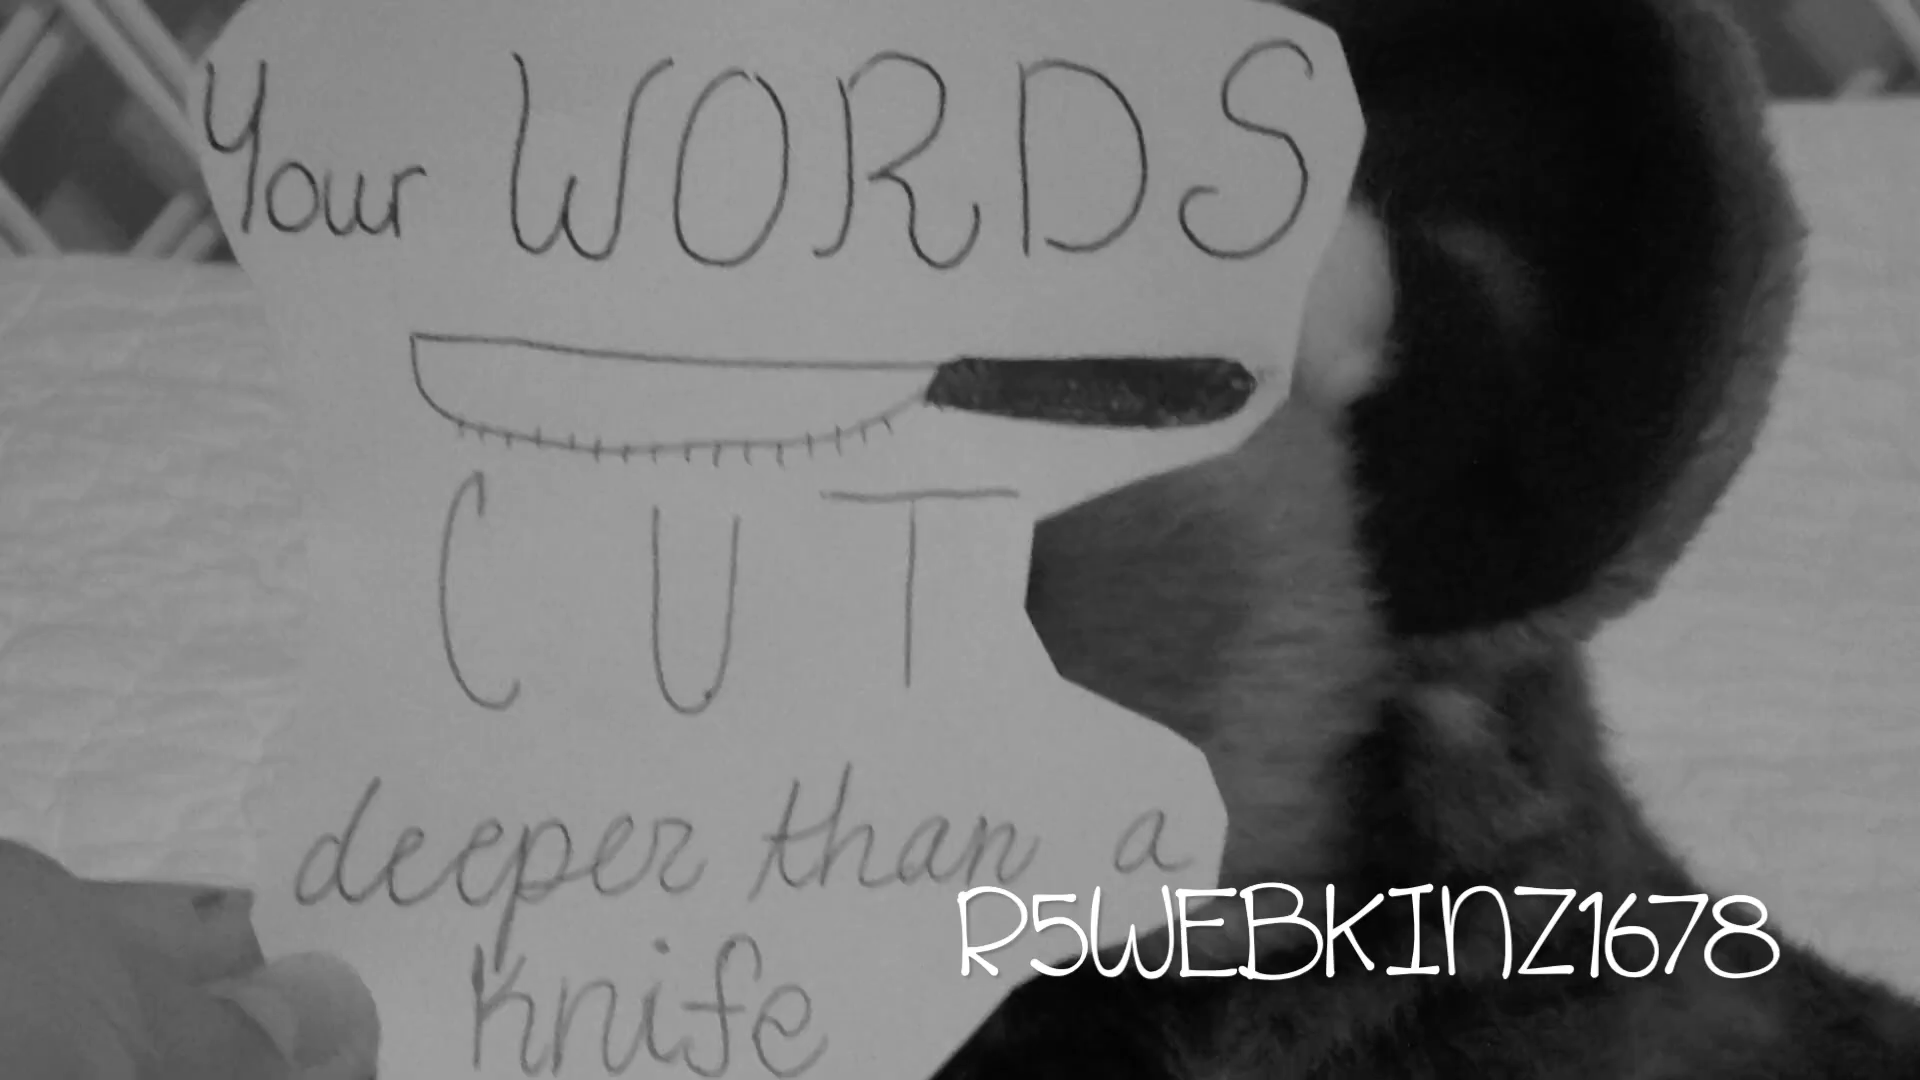 Your WORDS
CUT
deeper than a
knife
R5WEBKINZ1678